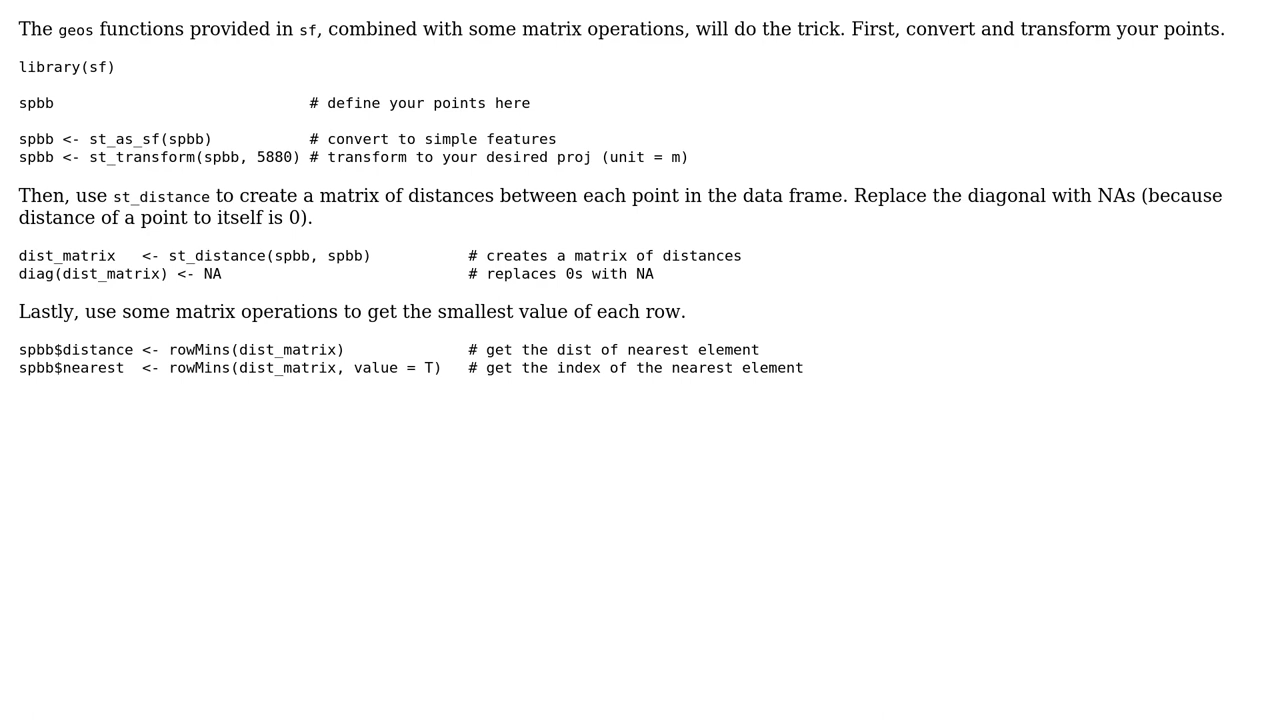 The geos functions provided in sf, combined with some matrix operations, will do the trick. First, convert and transform your points.
library(sf)
spbb                             # define your points here
spbb <- st_as_sf(spbb)           # convert to simple features
spbb <- st_transform(spbb, 5880) # transform to your desired proj (unit = m)
Then, use st_distance to create a matrix of distances between each point in the data frame. Replace the diagonal with NAs (because
distance of a point to itself is 0).
dist_matrix   <- st_distance(spbb, spbb)           # creates a matrix of distances
diag(dist_matrix) <- NA                            # replaces 0s with NA
Lastly, use some matrix operations to get the smallest value of each row.
spbb$distance <- rowMins(dist_matrix)              # get the dist of nearest element
spbb$nearest  <- rowMins(dist_matrix, value = T)   # get the index of the nearest element